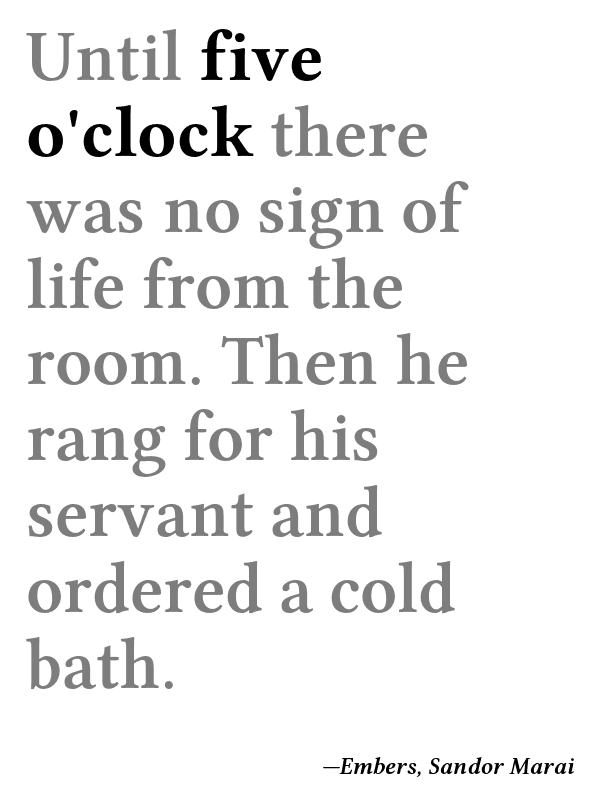 Until five
o'clock there
was no sign of
life from the
room. Then he
rang for his
servant and
ordered a cold
bath.
—Embers, Sandor Marai